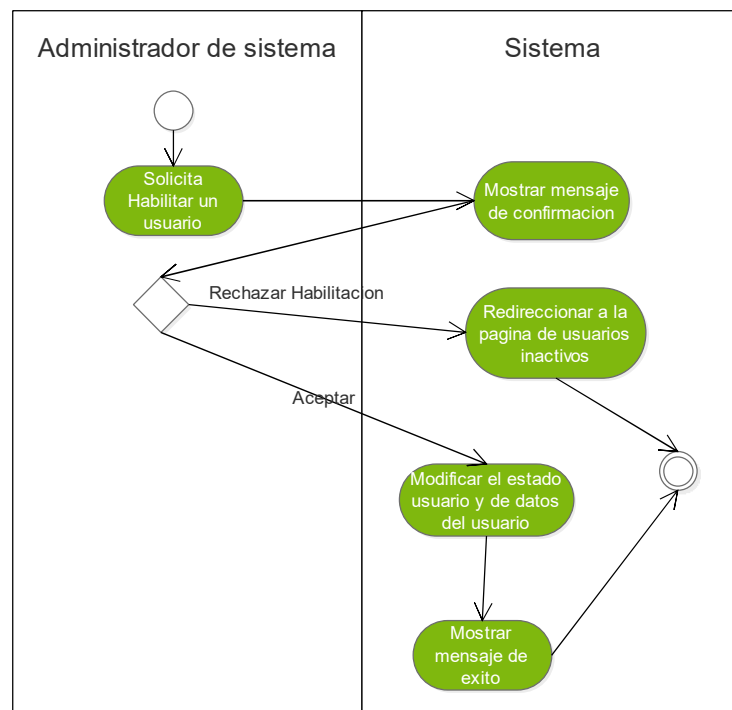 Administrador de sistema
Sistema
Solicita
Habilitar un
usuario
Mostrar mensaje
de confirmacion
Rechazar Habilitacion
Redireccionar a la
pagina de usuarios
inactivos
Aceptar
Modificar el estado
usuario y de datos
del usuario
Mostrar
mensaje de
exito